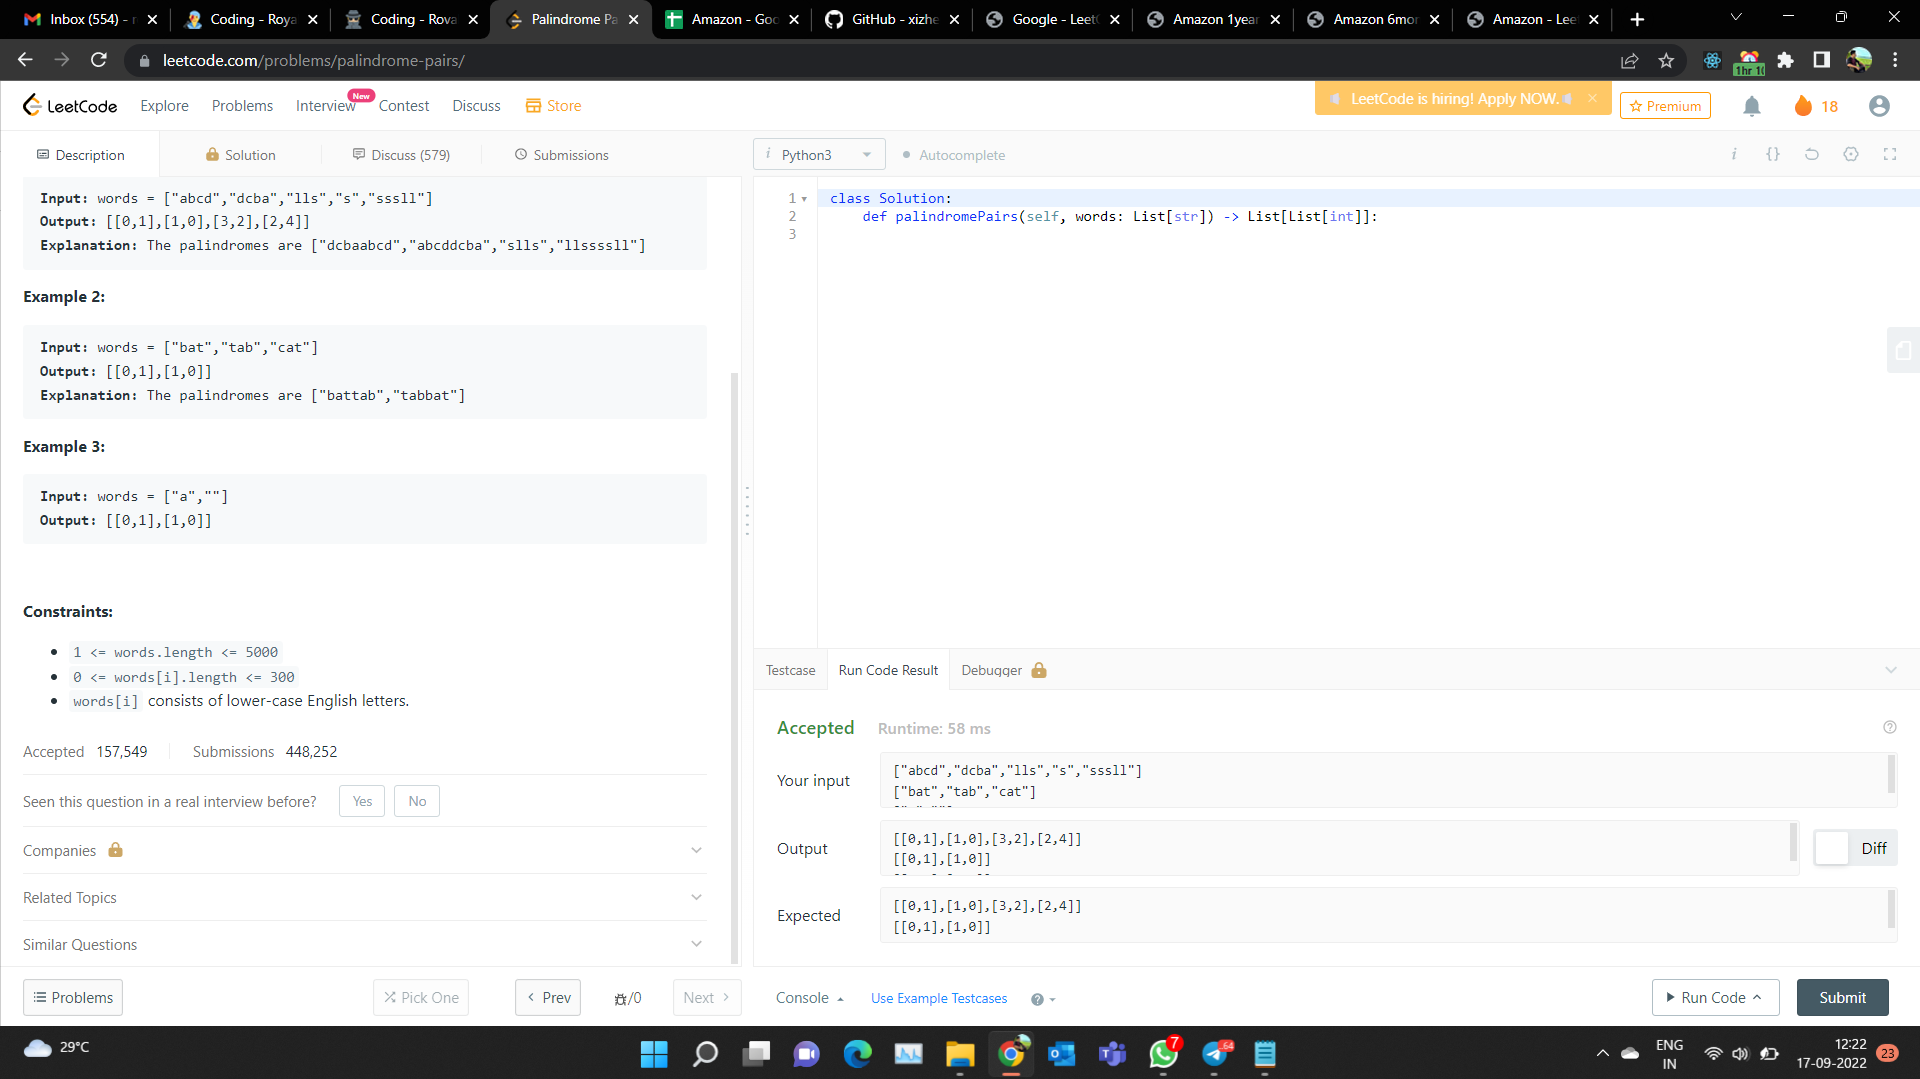 Inbox (554) - r
Coding - Roya
Coding - Rova
Palindrome Pa
Amazon - Goo
GitHub - xizhe
Google - LeetC
Amazon 1year
Amazon 6mor
Amazon - Lee
leetcode.com/problems/palindrome-pairs/
1hr 10
LeetCode
Explore
Problems
Interview
New
Contest
Discuss
Store
LeetCode is hiring! Apply NOW.
Premium
18
Description
Solution
Discuss (579)
Submissions
i Python3
Autocomplete
i {}
Input: words = ["abcd","dcba","lls","s","sssll"]
Output: [[0,1],[1,0],[3,2],[2,4]]
Explanation: The palindromes are ["dcbaabcd","abcddcba","slls","llssssll"]
Example 2:
Input: words = ["bat","tab","cat"]
Output: [[0,1],[1,0]]
Explanation: The palindromes are ["battab","tabbat"]
Example 3:
Input: words = ["a",""]
Output: [[0,1],[1,0]]
Constraints:
1 <= words.length <= 5000
0 <= words[i].length <= 300
words[i] consists of lower-case English letters.
Accepted 157,549 Submissions 448,252
Seen this question in a real interview before? Yes No
Companies
Related Topics
Similar Questions
Problems
Pick One
Prev
/0
Next
1 class Solution:
2 def palindromePairs(self, words: List[str]) -> List[List[int]]:
3
Testcase
Run Code Result
Debugger
Accepted Runtime: 58 ms
Your input
["abcd","dcba","lls","s","sssll"]
["bat","tab","cat"]
Output
[[0,1],[1,0],[3,2],[2,4]]
[[0,1],[1,0]]
Diff
Expected
[[0,1],[1,0],[3,2],[2,4]]
[[0,1],[1,0]]
Console
Use Example Testcases
Run Code
Submit
29°C
7
64
ENG
IN
12:22
17-09-2022
23